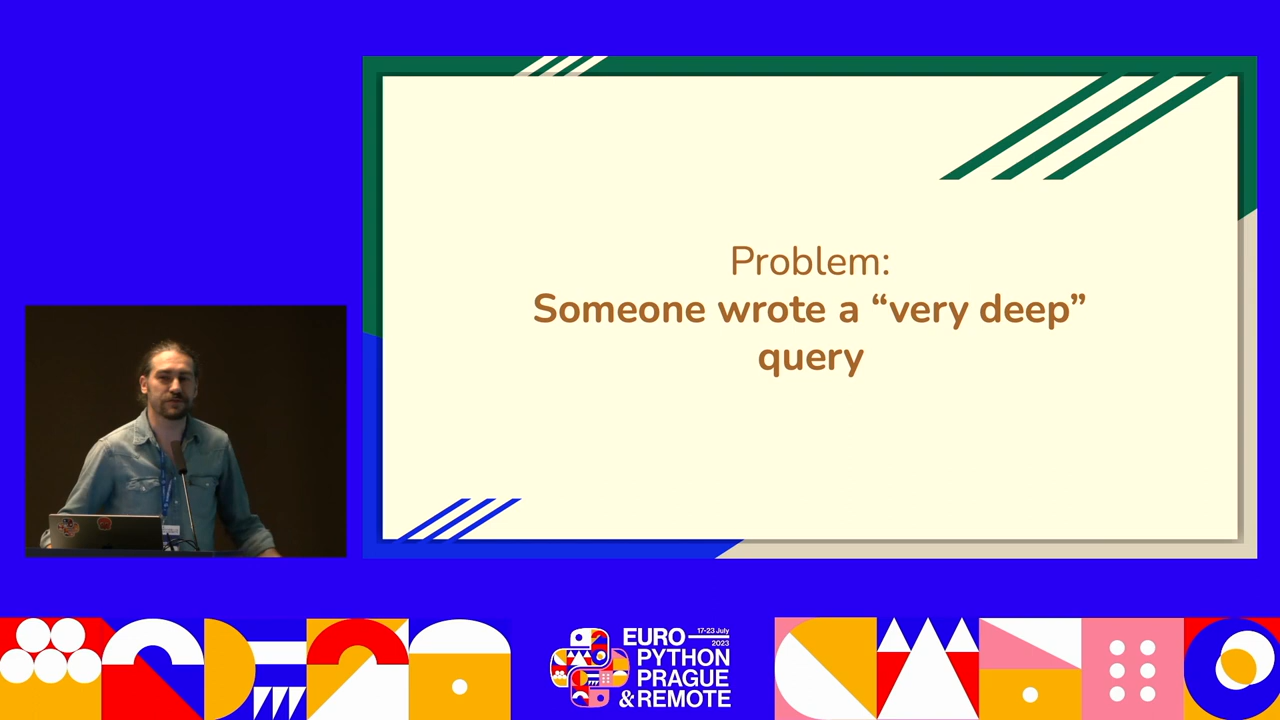 Problem:
Someone wrote a “very deep”
query
EURO
17-23 July
2023
PYTHON
PRAGUE
& REMOTE